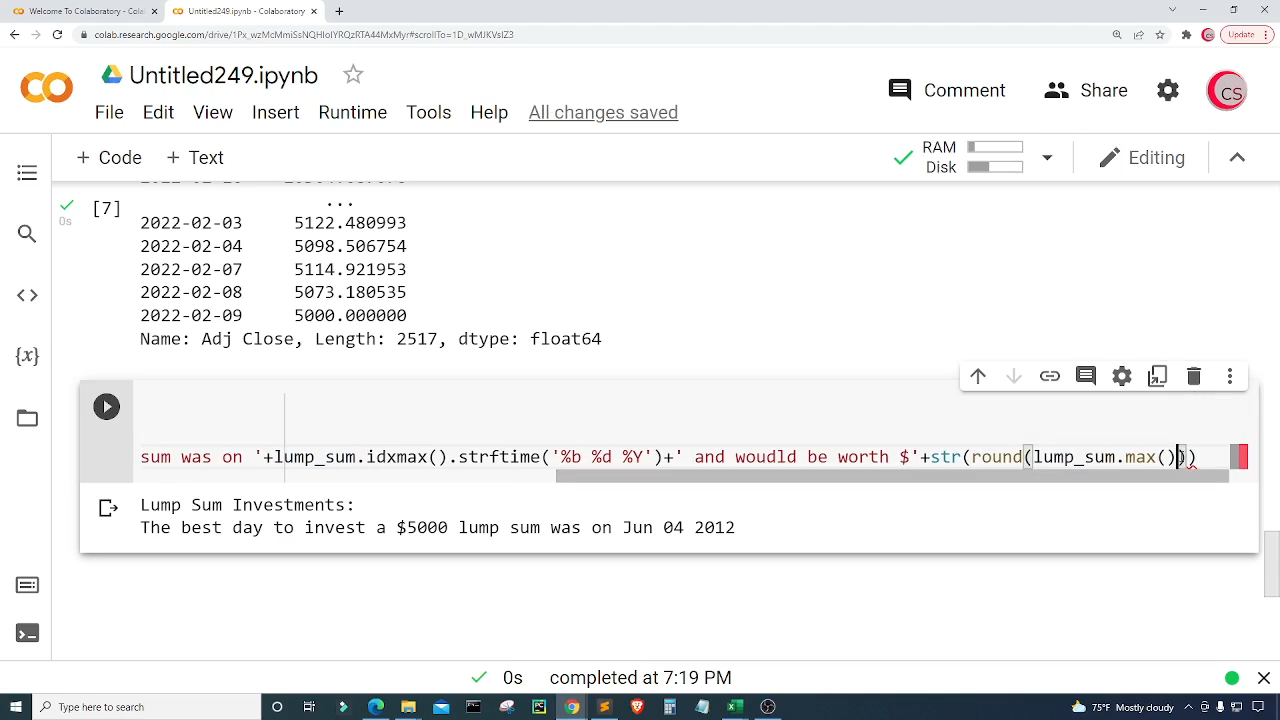 Welcome To Colaboratory - Colal
Untitled249.ipynb - Colaboratory
colab.research.google.com/drive/1Px_wzMcMmiSsNQHIoIYRQzRTA44MxMyr#scrollTo=1D_wMJKVsIZ3
Update
Untitled249.ipynb
File Edit View Insert Runtime Tools Help All changes saved
Comment
Share
CS
+ Code + Text
RAM
Disk
Editing
[7]
0s
...
2022-02-03 5122.480993
2022-02-04 5098.506754
2022-02-07 5114.921953
2022-02-08 5073.180535
2022-02-09 5000.000000
Name: Adj Close, Length: 2517, dtype: float64
{x}
sum was on '+lump_sum.idxmax().strftime('%b %d %Y')+' and woudld be worth $'+str(round(lump_sum.max()))
Lump Sum Investments:
The best day to invest a $5000 lump sum was on Jun 04 2012
0s completed at 7:19 PM
Type here to search
73°F Mostly cloudy